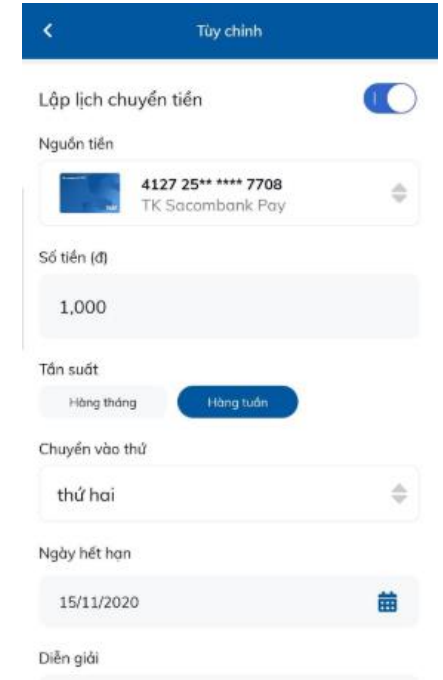 Tùy chỉnh
Lập lịch chuyển tiền
Nguồn tiền
4127 25** **** 7708
TK Sacombank Pay
Số tiền (đ)
1,000
Tần suất
Hàng tháng Hàng tuần
Chuyển vào thứ
thứ hai
Ngày hết hạn
15/11/2020
Diễn giải